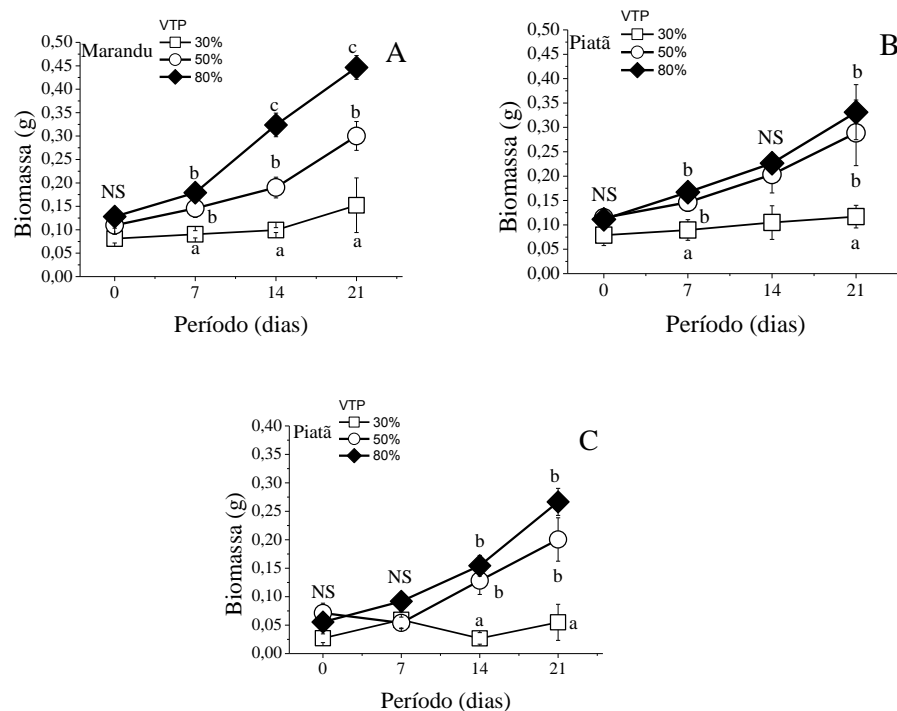 VTP
30%
50%
80%
Marandu
A
0,50
0,45
0,40
0,35
0,30
0,25
0,20
0,15
0,10
0,05
0,00
Biomassa (g)
NS
b
b
a
c
b
a
c
b
a
0
7
14
21
Período (dias)
VTP
30%
50%
80%
Piatã
B
0,50
0,45
0,40
0,35
0,30
0,25
0,20
0,15
0,10
0,05
0,00
Biomassa (g)
NS
b
b
a
NS
b
b
a
0
7
14
21
Período (dias)
VTP
30%
50%
80%
Piatã
C
0,40
0,35
0,30
0,25
0,20
0,15
0,10
0,05
0,00
Biomassa (g)
NS
NS
b
b
a
b
b
a
0
7
14
21
Período (dias)